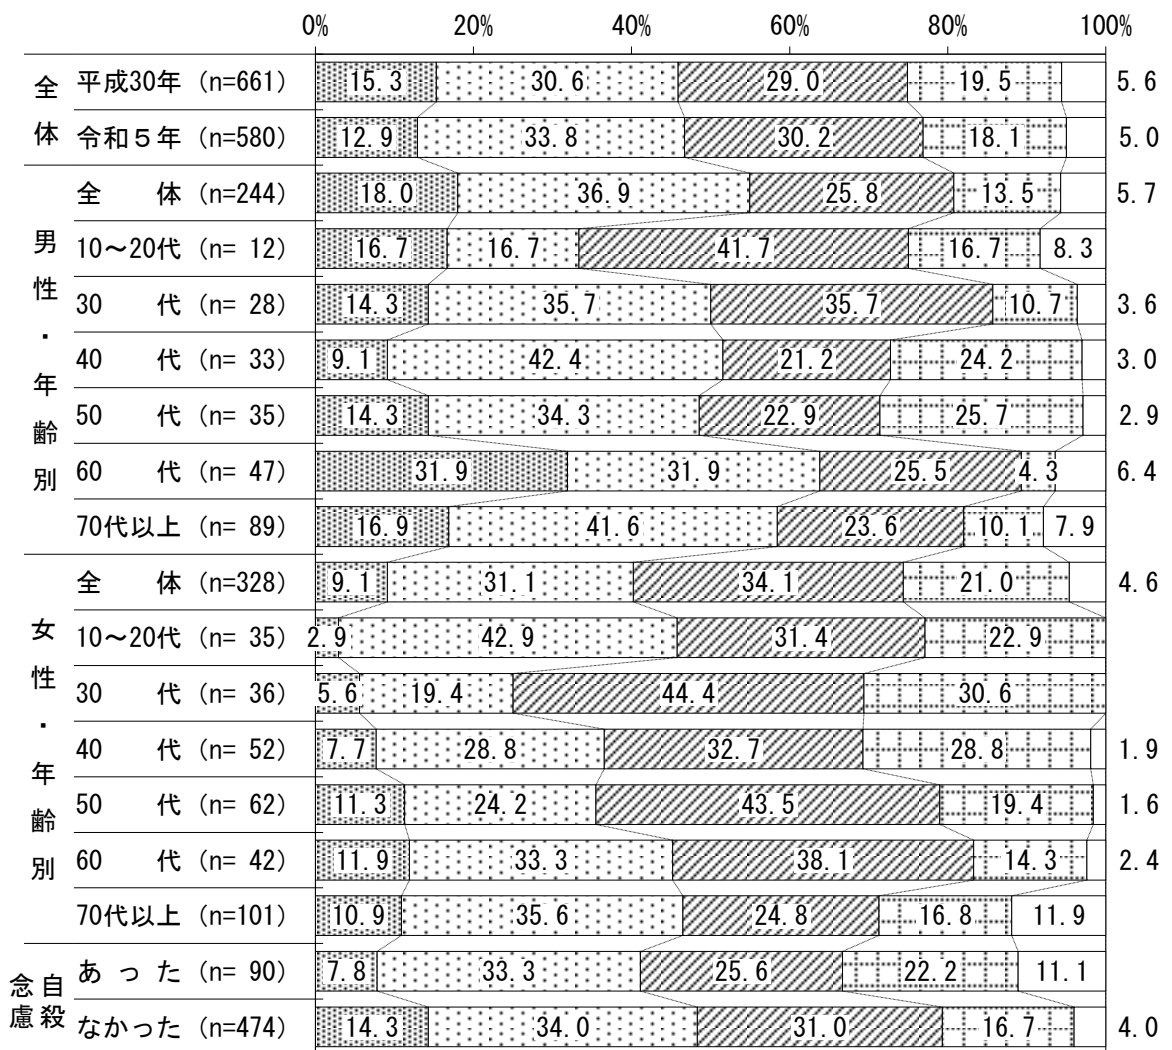 0% 20% 40% 60% 80% 100%
全体
平成30年 (n=661) 15.3 30.6 29.0 19.5 5.6
令和５年 (n=580) 12.9 33.8 30.2 18.1 5.0
男性・年齢別
全　体 (n=244) 18.0 36.9 25.8 13.5 5.7
10～20代 (n= 12) 16.7 16.7 41.7 16.7 8.3
30　代 (n= 28) 14.3 35.7 35.7 10.7 3.6
40　代 (n= 33) 9.1 42.4 21.2 24.2 3.0
50　代 (n= 35) 14.3 34.3 22.9 25.7 2.9
60　代 (n= 47) 31.9 31.9 25.5 4.3 6.4
70代以上 (n= 89) 16.9 41.6 23.6 10.1 7.9
女性・年齢別
全　体 (n=328) 9.1 31.1 34.1 21.0 4.6
10～20代 (n= 35) 2.9 42.9 31.4 22.9
30　代 (n= 36) 5.6 19.4 44.4 30.6
40　代 (n= 52) 7.7 28.8 32.7 28.8 1.9
50　代 (n= 62) 11.3 24.2 43.5 19.4 1.6
60　代 (n= 42) 11.9 33.3 38.1 14.3 2.4
70代以上 (n=101) 10.9 35.6 24.8 16.8 11.9
自殺念慮
あ っ た (n= 90) 7.8 33.3 25.6 22.2 11.1
なかった (n=474) 14.3 34.0 31.0 16.7 4.0